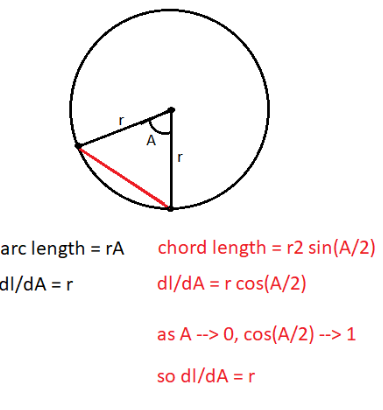 r
A
r
arc length = rA
dl/dA = r
chord length = r2 sin(A/2)
dl/dA = r cos(A/2)
as A --> 0, cos(A/2) --> 1
so dl/dA = r